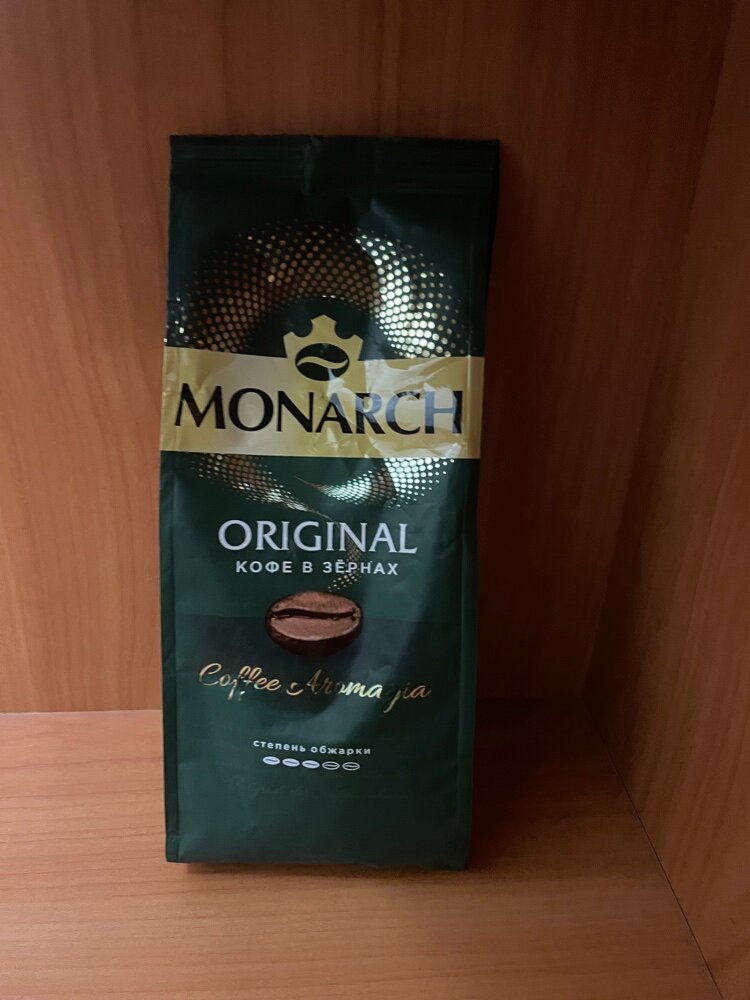 MONARCH
ORIGINAL
КОФЕ В ЗЁРНАХ
Coffee Aromagia
степень обжарки